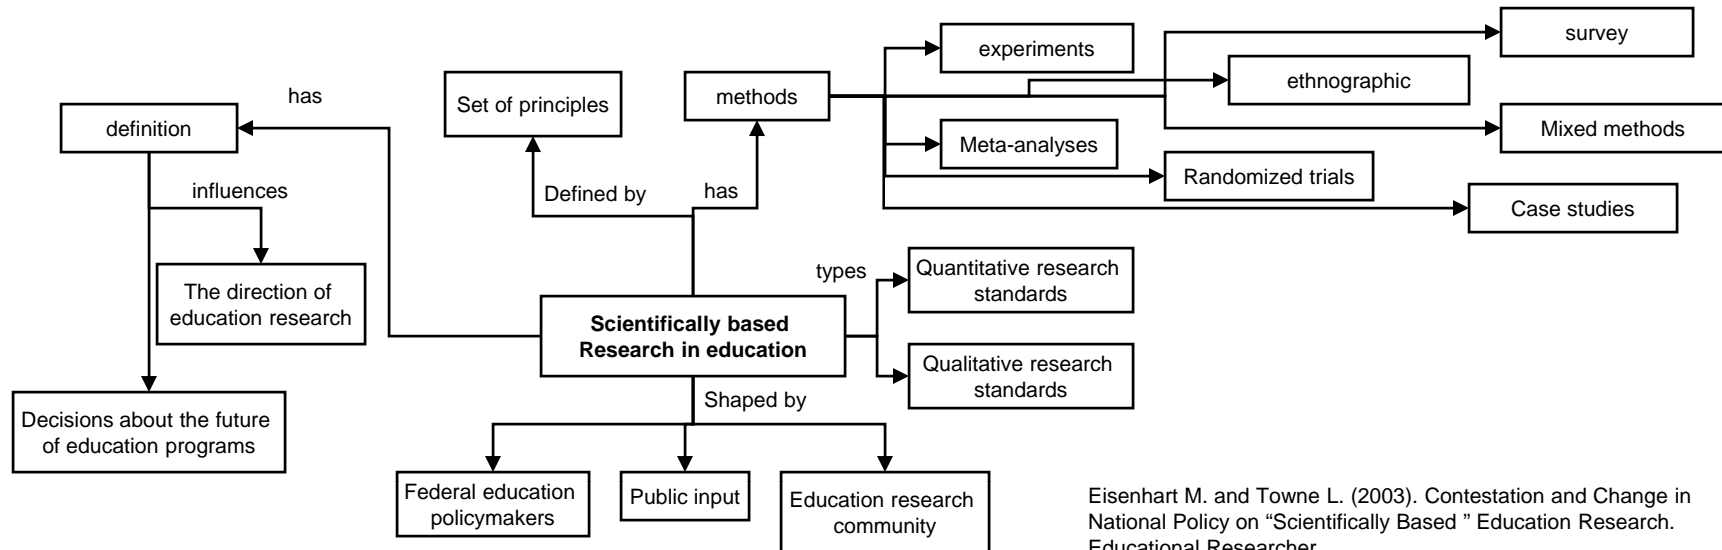 survey
experiments
ethnographic
has
Set of principles
methods
definition
Mixed methods
Meta-analyses
Randomized trials
influences
Defined by
has
Case studies
types
Quantitative research
standards
The direction of
education research
Scientifically based
Research in education
Qualitative research
standards
Shaped by
Decisions about the future
of education programs
Federal education
policymakers
Public input
Education research
community
Eisenhart M. and Towne L. (2003). Contestation and Change in
National Policy on “Scientifically Based ” Education Research.
Educational Researcher